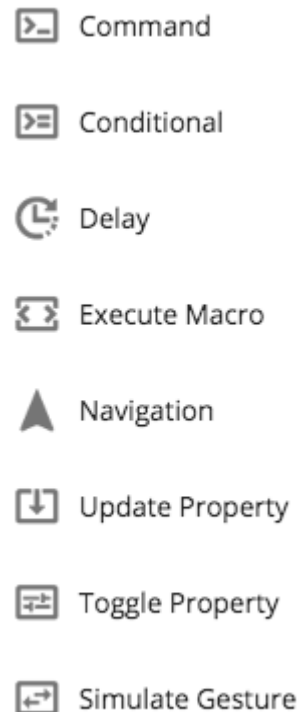 Command
Conditional
Delay
Execute Macro
Navigation
Update Property
Toggle Property
Simulate Gesture